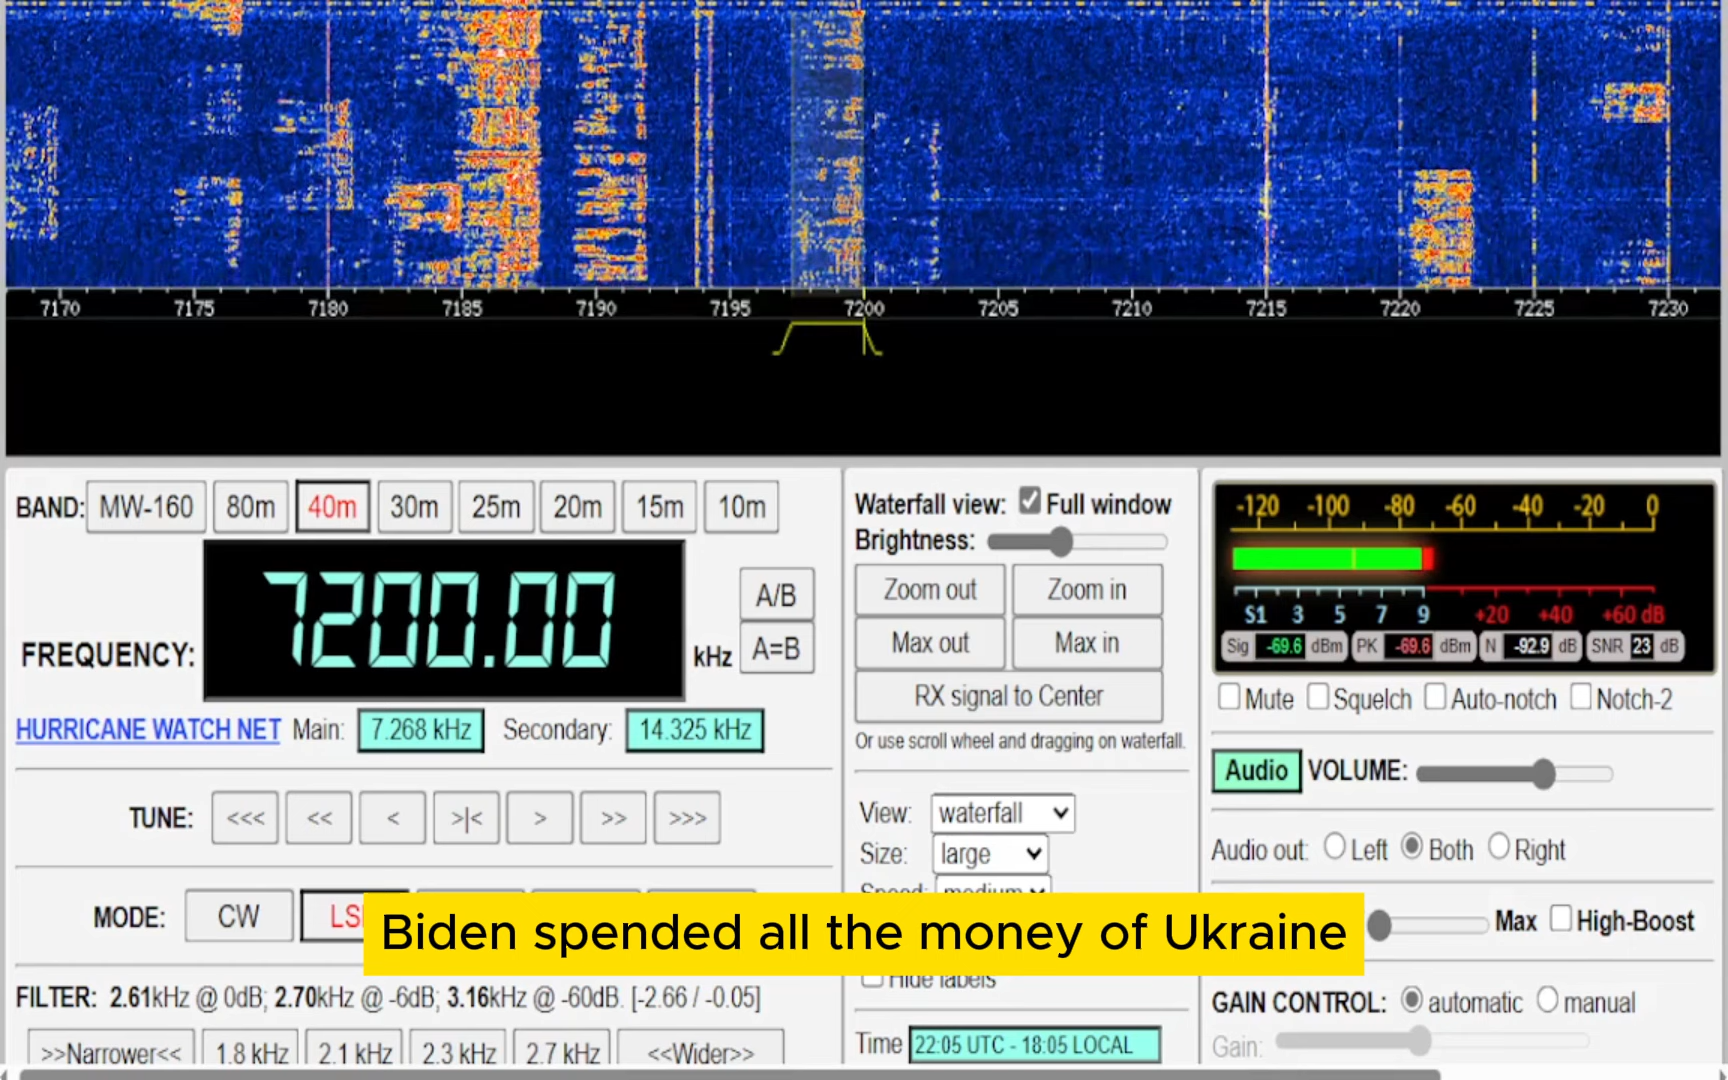 7170 7175 7180 7185 7190 7195 7200 7205 7210 7215 7220 7225 7230
BAND: MW-160 80m 40m 30m 25m 20m 15m 10m
FREQUENCY: 7200.00 kHz
A/B
A=B
HURRICANE WATCH NET Main: 7.268 kHz Secondary: 14.325 kHz
TUNE: <<< << < >|< > >> >>>
MODE: CW LS
FILTER: 2.61kHz @ 0dB; 2.70kHz @ -6dB; 3.16kHz @ -60dB. [-2.66 / -0.05]
>>Narrower<< 1.8 kHz 2.1 kHz 2.3 kHz 2.7 kHz <<Wider>>
Waterfall view: Full window
Brightness:
Zoom out Zoom in
Max out Max in
RX signal to Center
Or use scroll wheel and dragging on waterfall.
View: waterfall
Size: large
Speed: medium
Hide labels
Time 22:05 UTC - 18:05 LOCAL
-120 -100 -80 -60 -40 -20 0
S1 3 5 7 9 +20 +40 +60 dB
Sig -69.6 dBm PK -69.6 dBm N -92.9 dB SNR 23 dB
Mute Squelch Auto-notch Notch-2
Audio VOLUME:
Audio out: Left Both Right
Max High-Boost
GAIN CONTROL: automatic manual
Gain:
Biden spended all the money of Ukraine